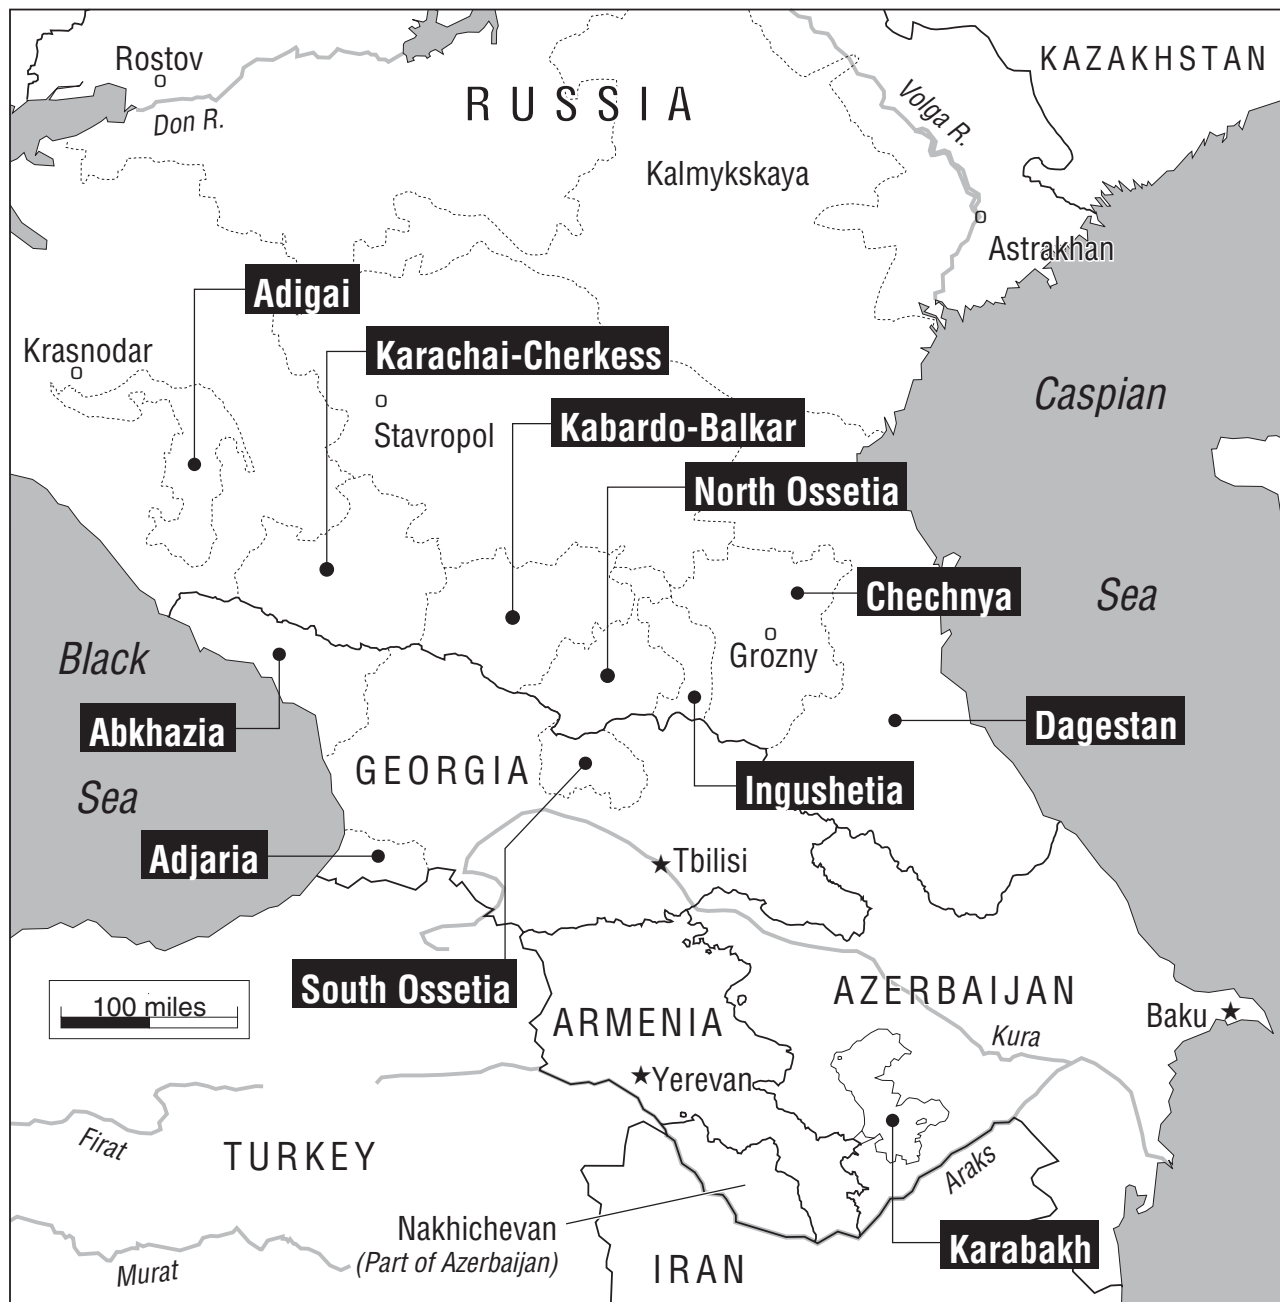 Rostov
Don R.
RUSSIA
Volga R.
KAZAKHSTAN
Kalmykskaya
Astrakhan
Adigai
Krasnodar
Karachai-Cherkess
Stavropol
Kabardo-Balkar
Caspian
Sea
North Ossetia
Chechnya
Grozny
Black
Sea
Abkhazia
Dagestan
GEORGIA
Ingushetia
Adjaria
Tbilisi
South Ossetia
100 miles
ARMENIA
AZERBAIJAN
Kura
Baku
Yerevan
Firat
TURKEY
Araks
Nakhichevan
(Part of Azerbaijan)
Karabakh
Murat
IRAN